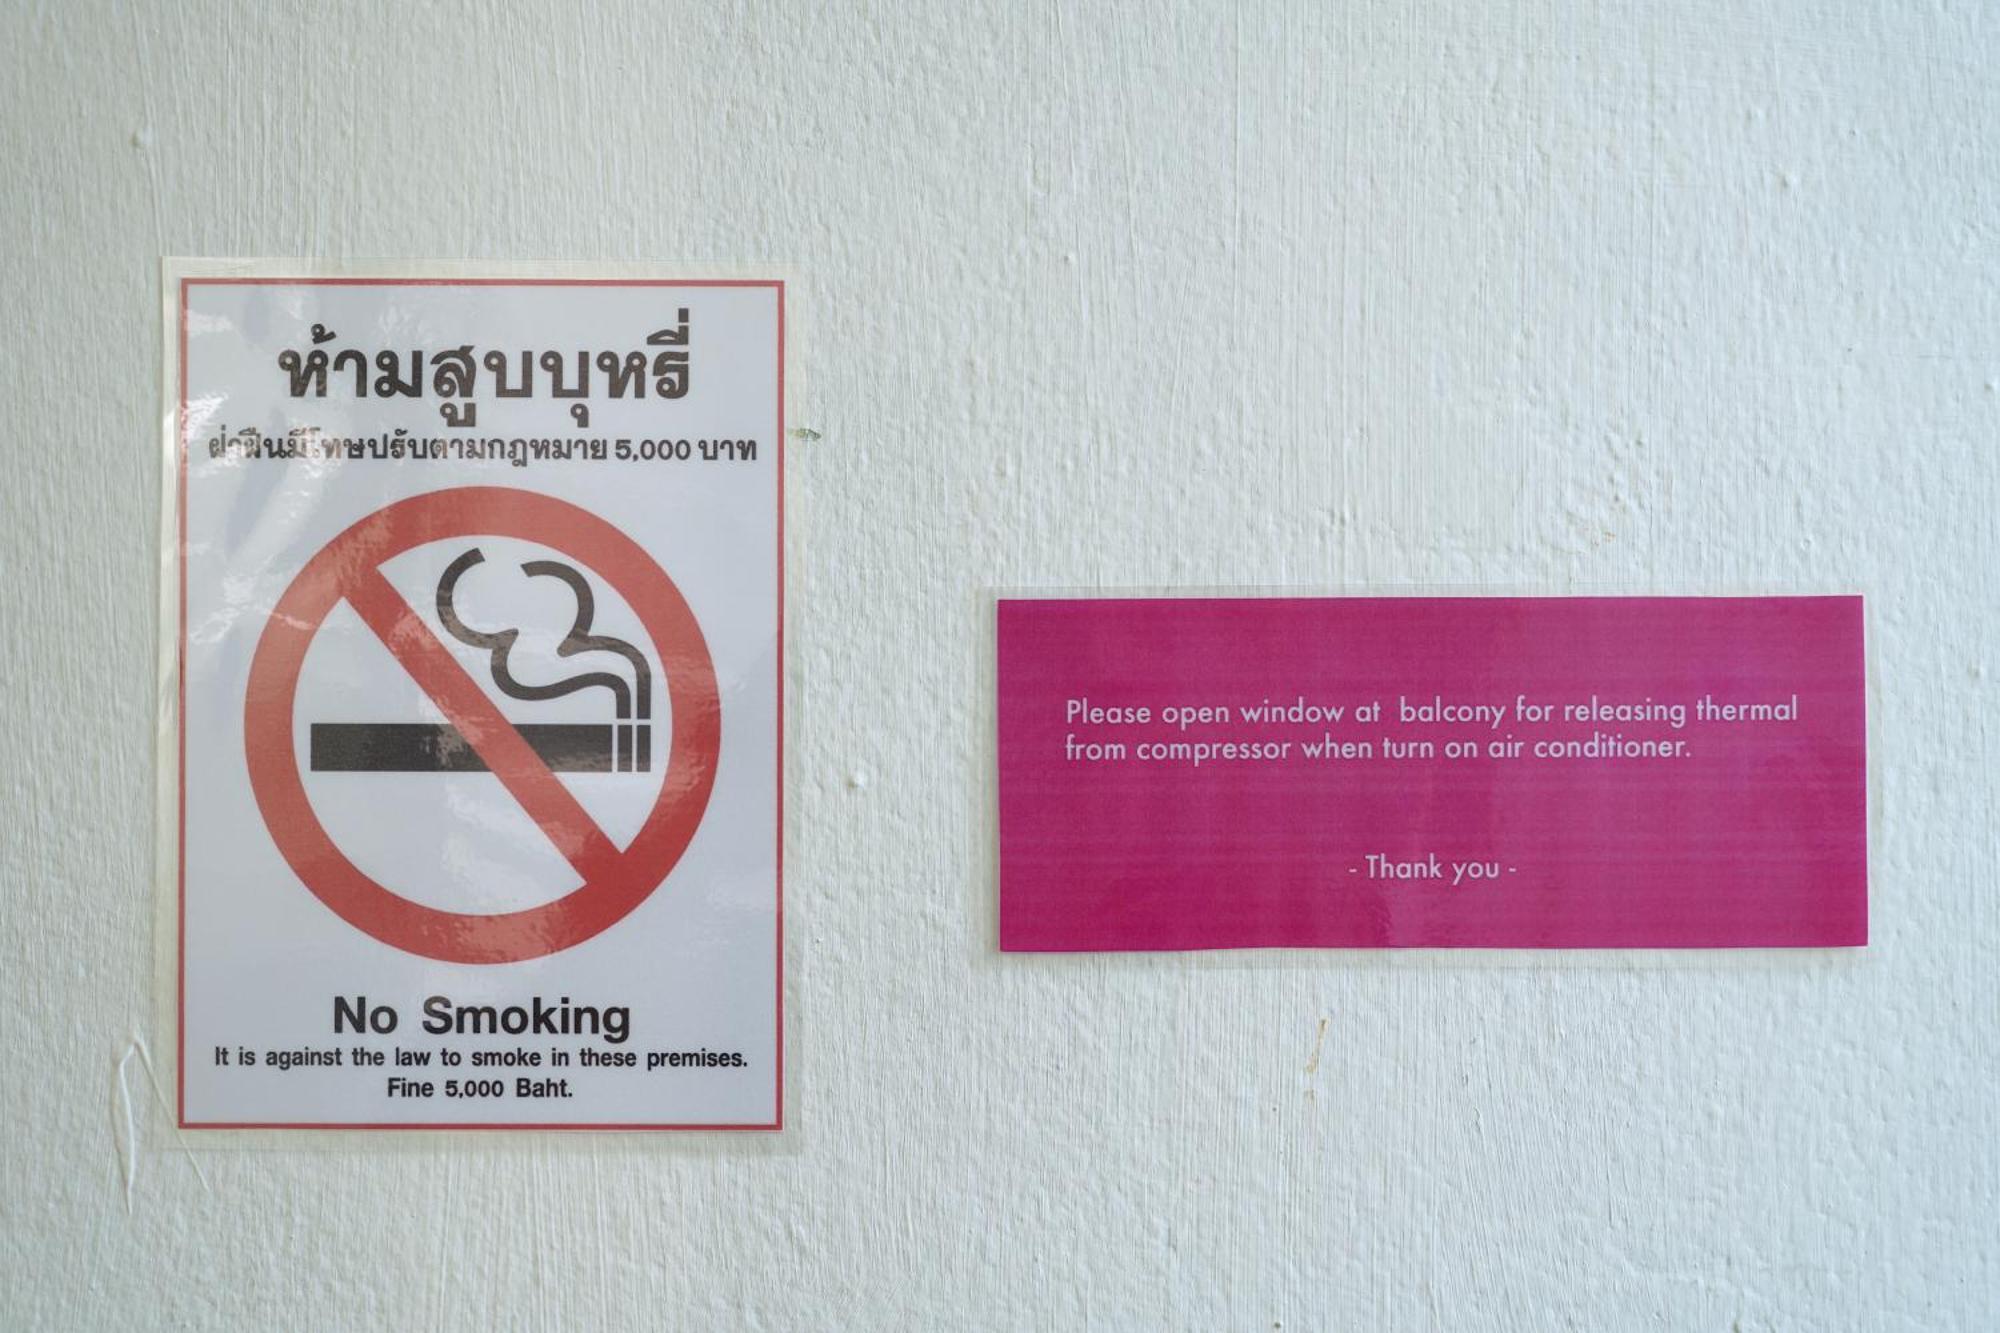 ห้ามสูบบุหรี่
ฝ่าฝืนมีโทษปรับตามกฎหมาย 5,000 บาท
No Smoking
It is against the law to smoke in these premises.
Fine 5,000 Baht.
Please open window at balcony for releasing thermal
from compressor when turn on air conditioner.
- Thank you -